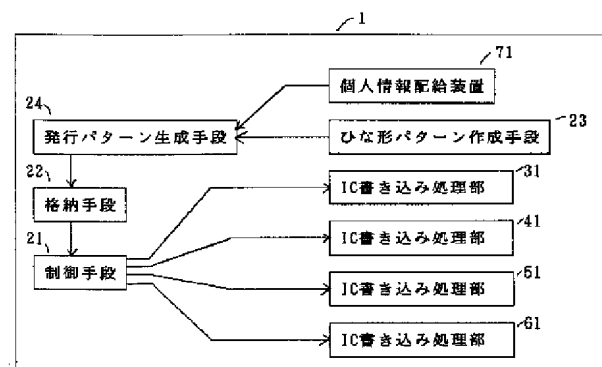 1
71
個人情報配給装置
24
発行パターン生成手段
ひな形パターン作成手段
23
22
格納手段
31
IC書き込み処理部
21
制御手段
41
IC書き込み処理部
51
IC書き込み処理部
61
IC書き込み処理部